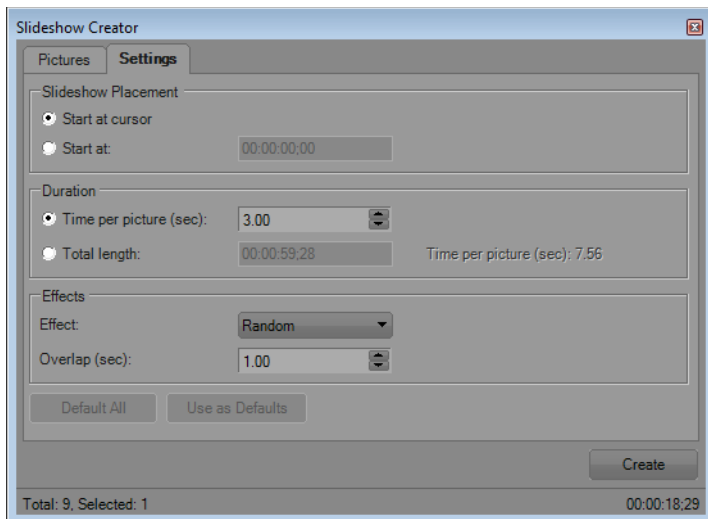 Slideshow Creator
Pictures Settings
Slideshow Placement
Start at cursor
Start at: 00:00:00;00
Duration
Time per picture (sec): 3.00
Total length: 00:00:59;28 Time per picture (sec): 7.56
Effects
Effect: Random
Overlap (sec): 1.00
Default All Use as Defaults
Create
Total: 9, Selected: 1 00:00:18;29